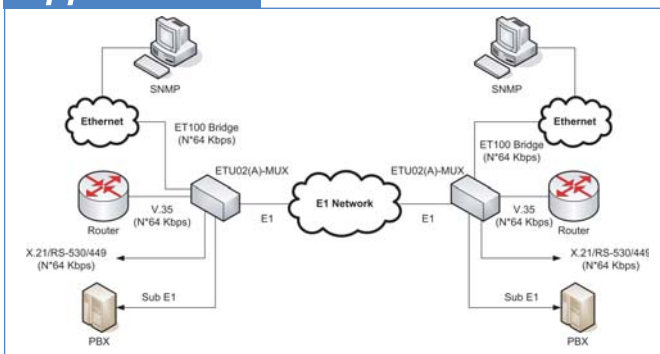 SNMP
SNMP
Ethernet
Ethernet
ET100 Bridge
(N*64 Kbps)
ET100 Bridge
(N*64 Kbps)
ETU02(A)-MUX
ETU02(A)-MUX
E1 Network
E1
E1
V.35
(N*64 Kbps)
V.35
(N*64 Kbps)
Router
Router
X.21/RS-530/449
(N*64 Kbps)
X.21/RS-530/449
(N*64 Kbps)
Sub E1
Sub E1
PBX
PBX